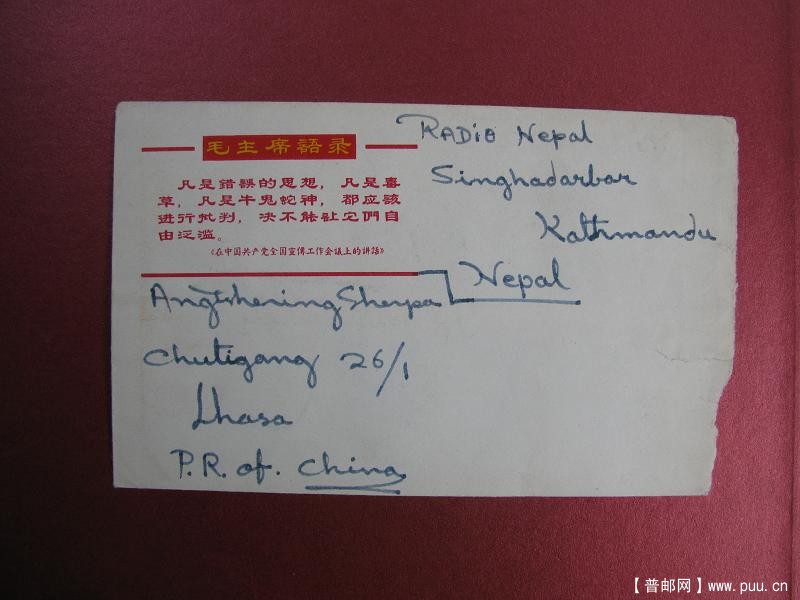 毛主席語录
凡是錯誤的思想，凡是毒
草，凡是牛鬼蛇神，都应該
进行批判，决不能让它們自
由泛滥。
《在中国共产党全国宣傳工作会議上的讲話》
RADIO Nepal
Singhadarbar
Kathmandu
Nepal
Angtshering Sherpa
Chutigang 26/1
Lhasa
P.R. of. China
【普邮网】www.puu.cn